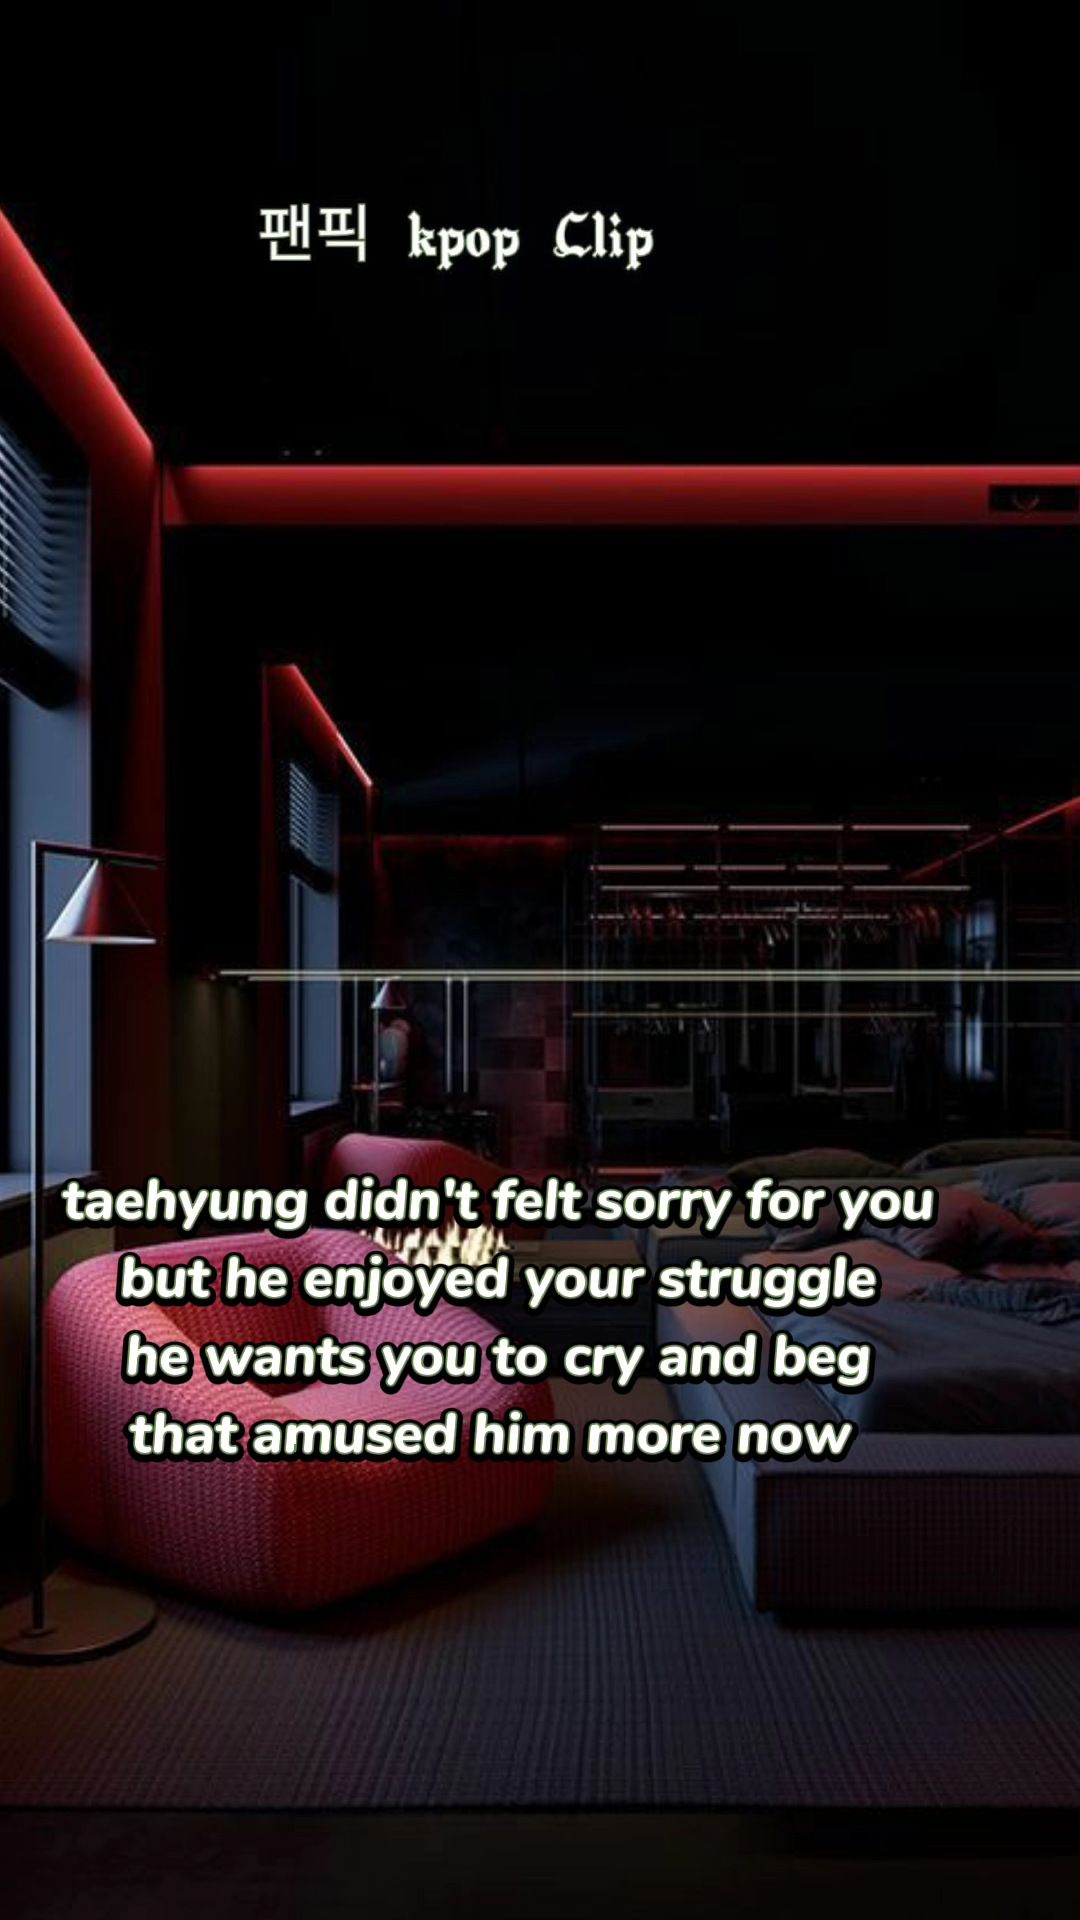 팬픽 kpop Clip
taehyung didn't felt sorry for you
but he enjoyed your struggle
he wants you to cry and beg
that amused him more now